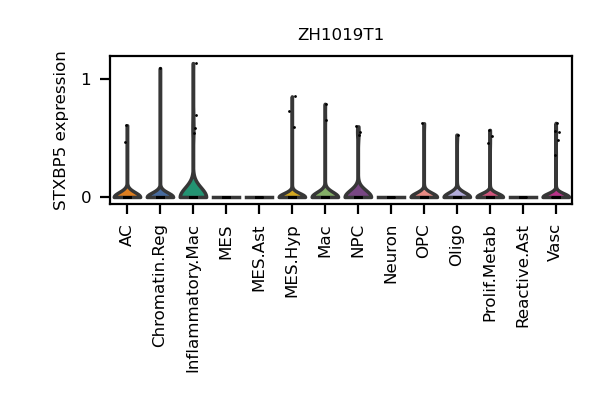 ZH1019T1
STXBP5 expression
1
0
AC
Chromatin.Reg
Inflammatory.Mac
MES
MES.Ast
MES.Hyp
Mac
NPC
Neuron
OPC
Oligo
Prolif.Metab
Reactive.Ast
Vasc